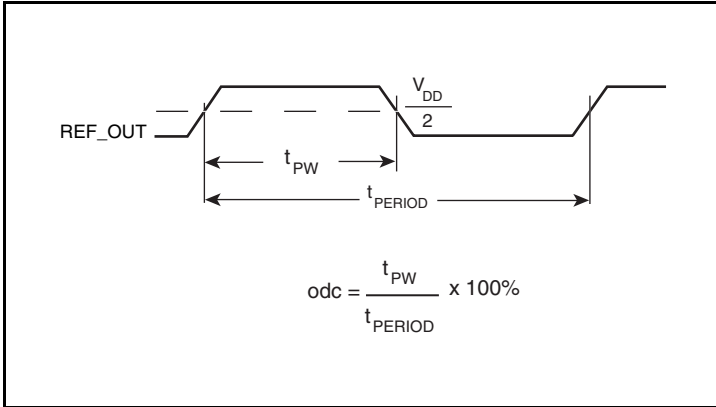 V_DD
2
REF_OUT
t_PW
t_PERIOD
odc = t_PW / t_PERIOD x 100%